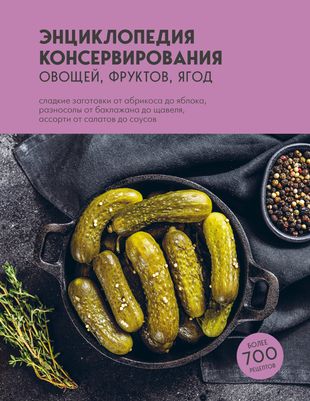 ЭНЦИКЛОПЕДИЯ
КОНСЕРВИРОВАНИЯ
ОВОЩЕЙ, ФРУКТОВ, ЯГОД
сладкие заготовки от абрикоса до яблока,
разносолы от баклажана до щавеля,
ассорти от салатов до соусов
БОЛЕЕ
700
РЕЦЕПТОВ